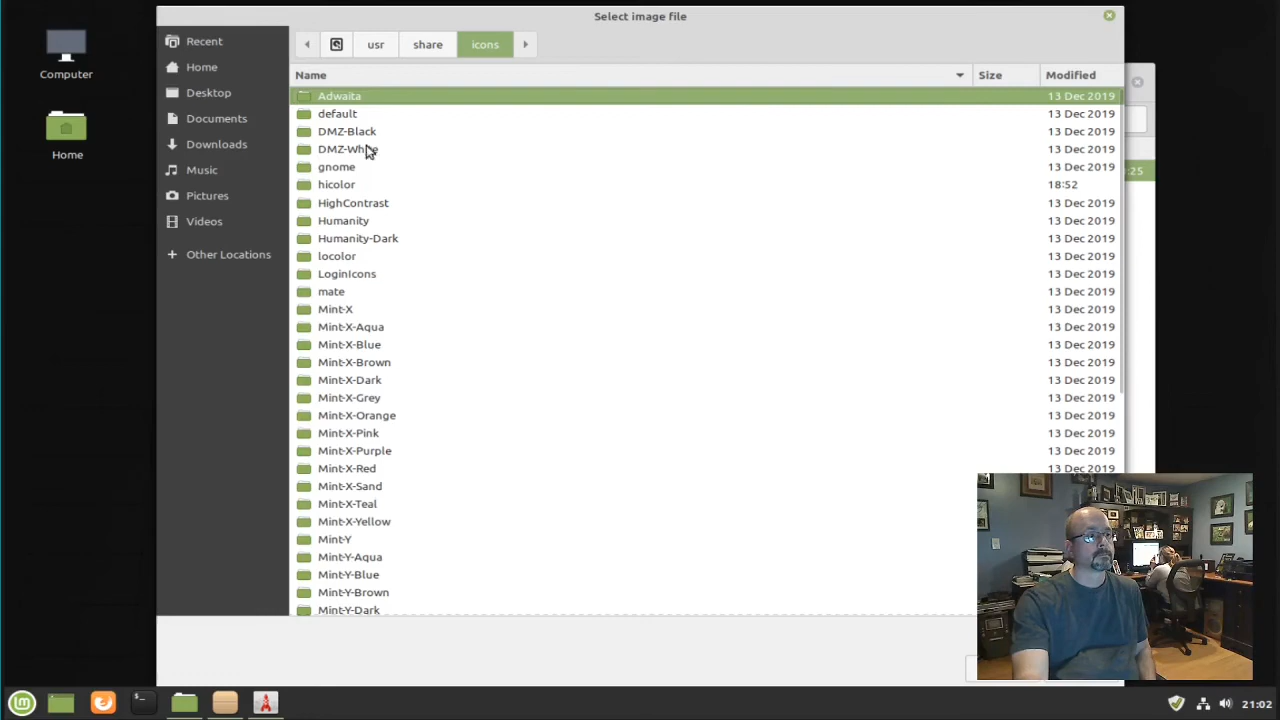 Select image file
Computer
Home
Recent
Home
Desktop
Documents
Downloads
Music
Pictures
Videos
Other Locations
usr share icons
Name Size Modified
Adwaita 13 Dec 2019
default 13 Dec 2019
DMZ-Black 13 Dec 2019
DMZ-White 13 Dec 2019
gnome 13 Dec 2019
hicolor 18:52
HighContrast 13 Dec 2019
Humanity 13 Dec 2019
Humanity-Dark 13 Dec 2019
locolor 13 Dec 2019
LoginIcons 13 Dec 2019
mate 13 Dec 2019
Mint-X 13 Dec 2019
Mint-X-Aqua 13 Dec 2019
Mint-X-Blue 13 Dec 2019
Mint-X-Brown 13 Dec 2019
Mint-X-Dark 13 Dec 2019
Mint-X-Grey 13 Dec 2019
Mint-X-Orange 13 Dec 2019
Mint-X-Pink 13 Dec 2019
Mint-X-Purple 13 Dec 2019
Mint-X-Red 13 Dec 2019
Mint-X-Sand
Mint-X-Teal
Mint-X-Yellow
Mint-Y
Mint-Y-Aqua
Mint-Y-Blue
Mint-Y-Brown
Mint-Y-Dark
:25
21:02